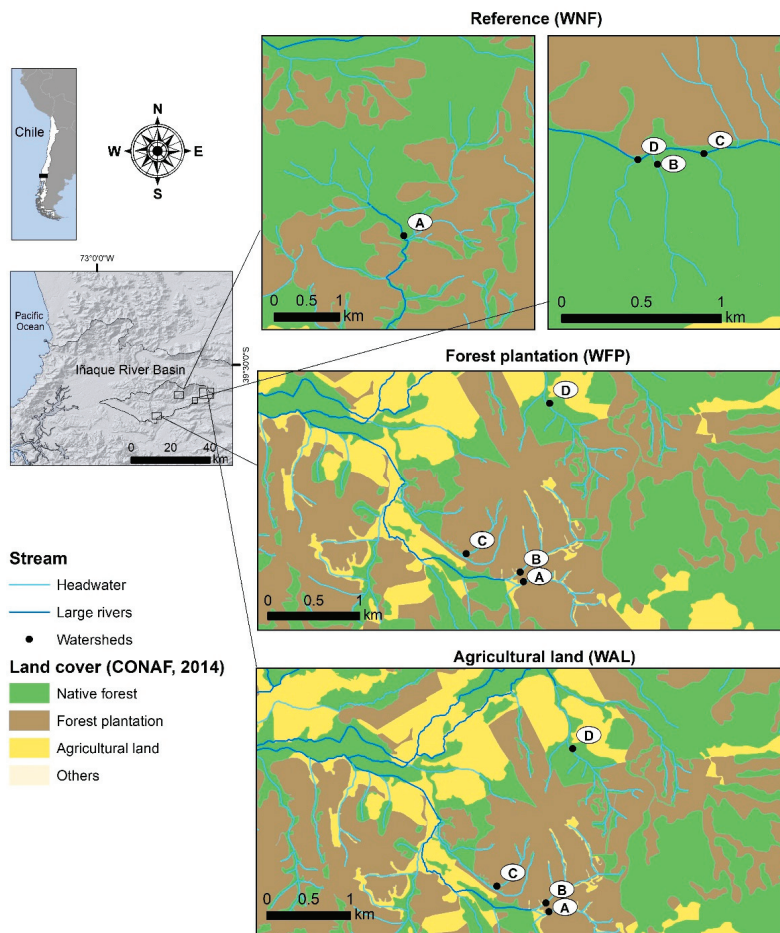 Reference (WNF)
Chile
N
W
E
S
A
0 0.5 1
km
D
C
B
0 0.5 1
km
73°0'0"W
Pacific
Ocean
39°30'0"S
Iñaque River Basin
0 20 40
km
Forest plantation (WFP)
D
C
B
A
0 0.5 1
km
Stream
Headwater
Large rivers
Watersheds
Land cover (CONAF, 2014)
Native forest
Forest plantation
Agricultural land
Others
Agricultural land (WAL)
D
C
B
A
0 0.5 1
km